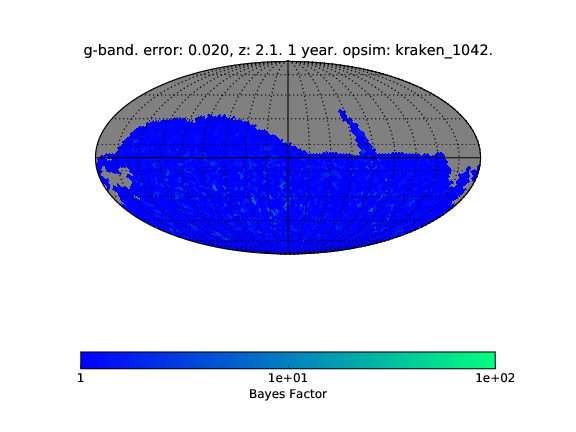 g-band. error: 0.020, z: 2.1. 1 year. opsim: kraken_1042.
1 1e+01 1e+02
Bayes Factor